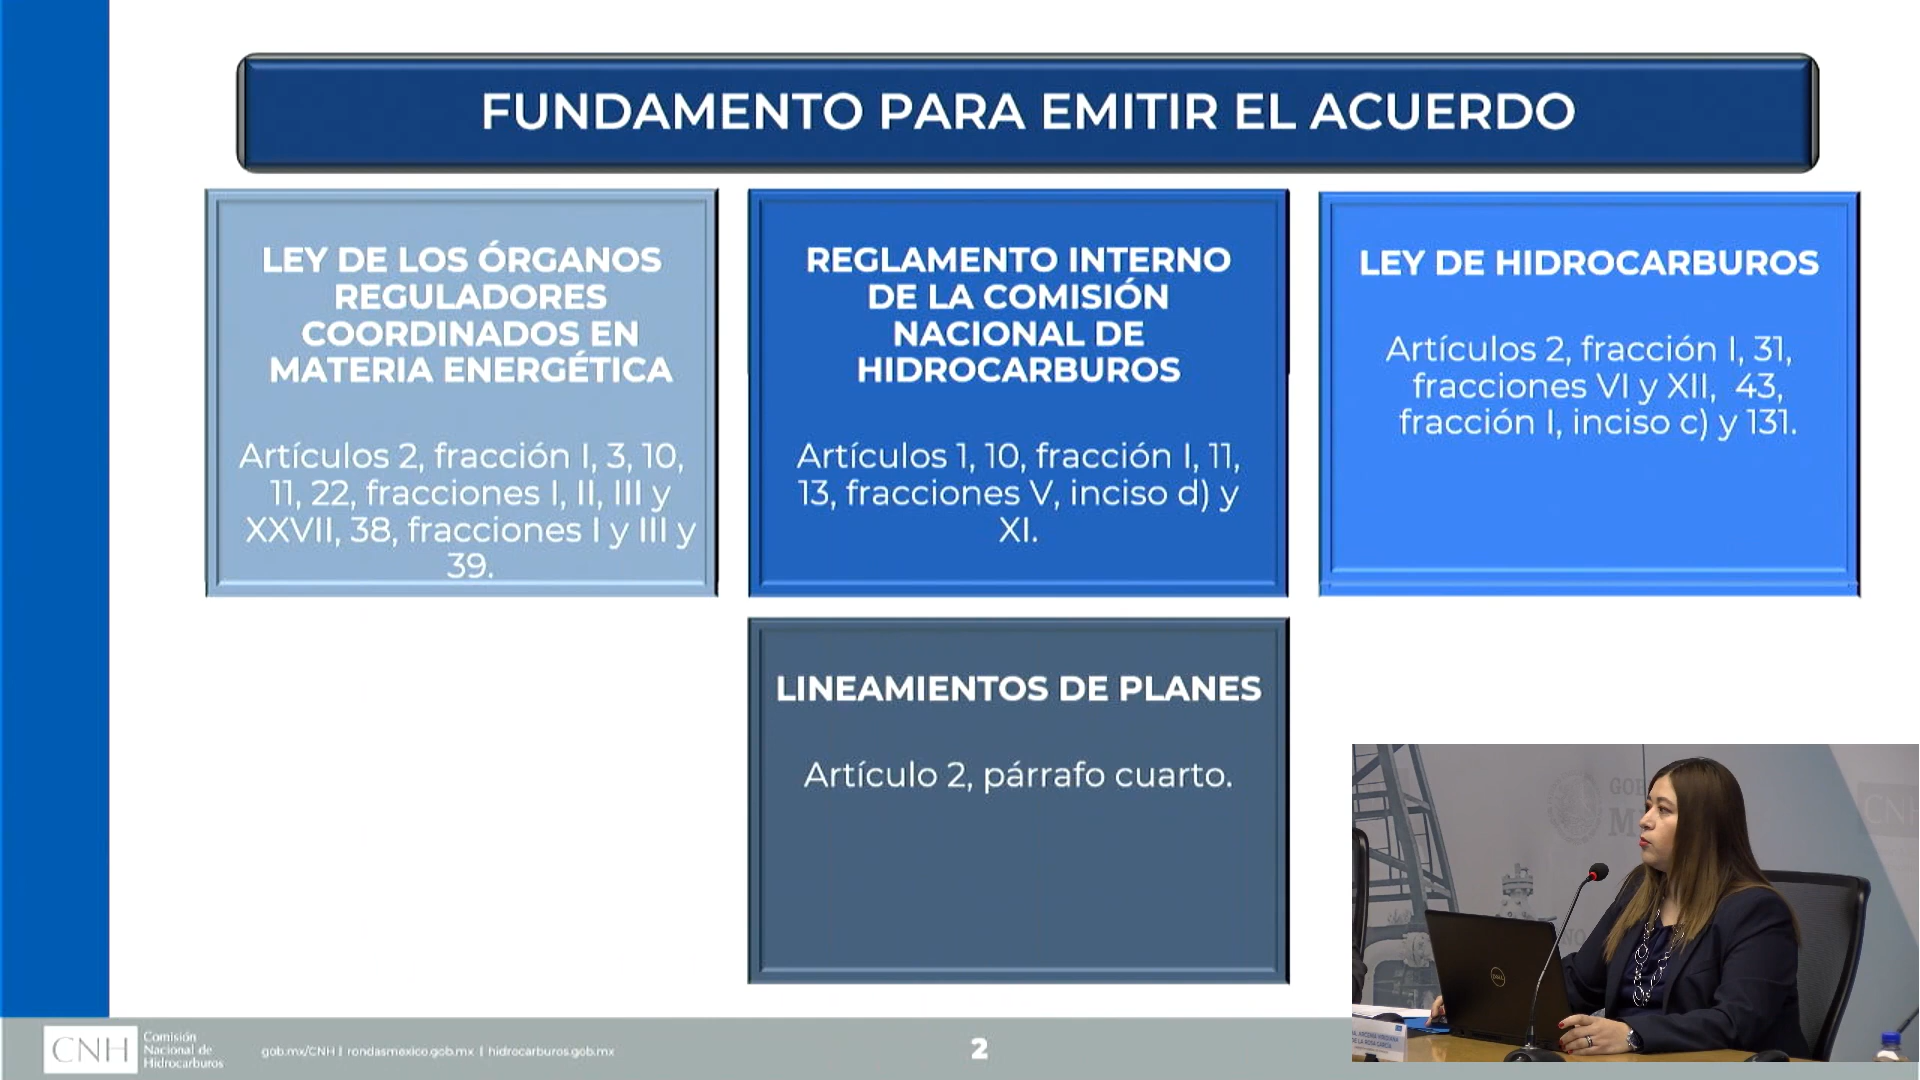 FUNDAMENTO PARA EMITIR EL ACUERDO
LEY DE LOS ÓRGANOS
REGULADORES
COORDINADOS EN
MATERIA ENERGÉTICA
Artículos 2, fracción I, 3, 10,
11, 22, fracciones I, II, III y
XXVII, 38, fracciones I y III y
39.
REGLAMENTO INTERNO
DE LA COMISIÓN
NACIONAL DE
HIDROCARBUROS
Artículos 1, 10, fracción I, 11,
13, fracciones V, inciso d) y
XI.
LEY DE HIDROCARBUROS
Artículos 2, fracción I, 31,
fracciones VI y XII, 43,
fracción I, inciso c) y 131.
LINEAMIENTOS DE PLANES
Artículo 2, párrafo cuarto.
CNH
DELL
CNH
Comisión
Nacional de
Hidrocarburos
gob.mx/CNH | rondasmexico.gob.mx | hidrocarburos.gob.mx
2